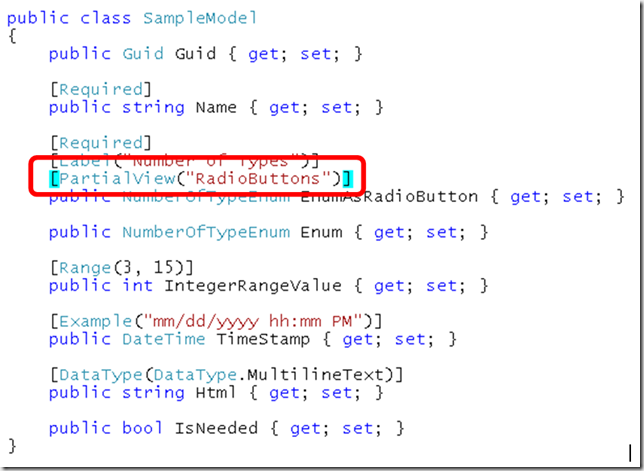 public class SampleModel
{
public Guid Guid { get; set; }
[Required]
public string Name { get; set; }
[Required]
[Label("Number of Types")]
[PartialView("RadioButtons")]
public NumberOfTypeEnum EnumAsRadioButton { get; set; }
public NumberOfTypeEnum Enum { get; set; }
[Range(3, 15)]
public int IntegerRangeValue { get; set; }
[Example("mm/dd/yyyy hh:mm PM")]
public DateTime TimeStamp { get; set; }
[DataType(DataType.MultilineText)]
public string Html { get; set; }
public bool IsNeeded { get; set; }
}